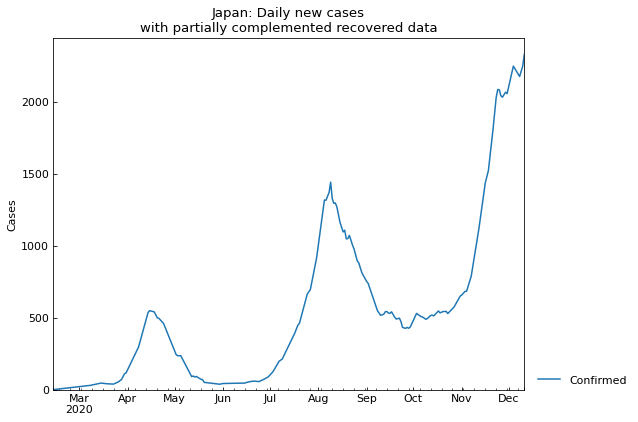 Japan: Daily new cases
with partially complemented recovered data
Cases
2000
1500
1000
500
0
Mar
2020
Apr
May
Jun
Jul
Aug
Sep
Oct
Nov
Dec
Confirmed